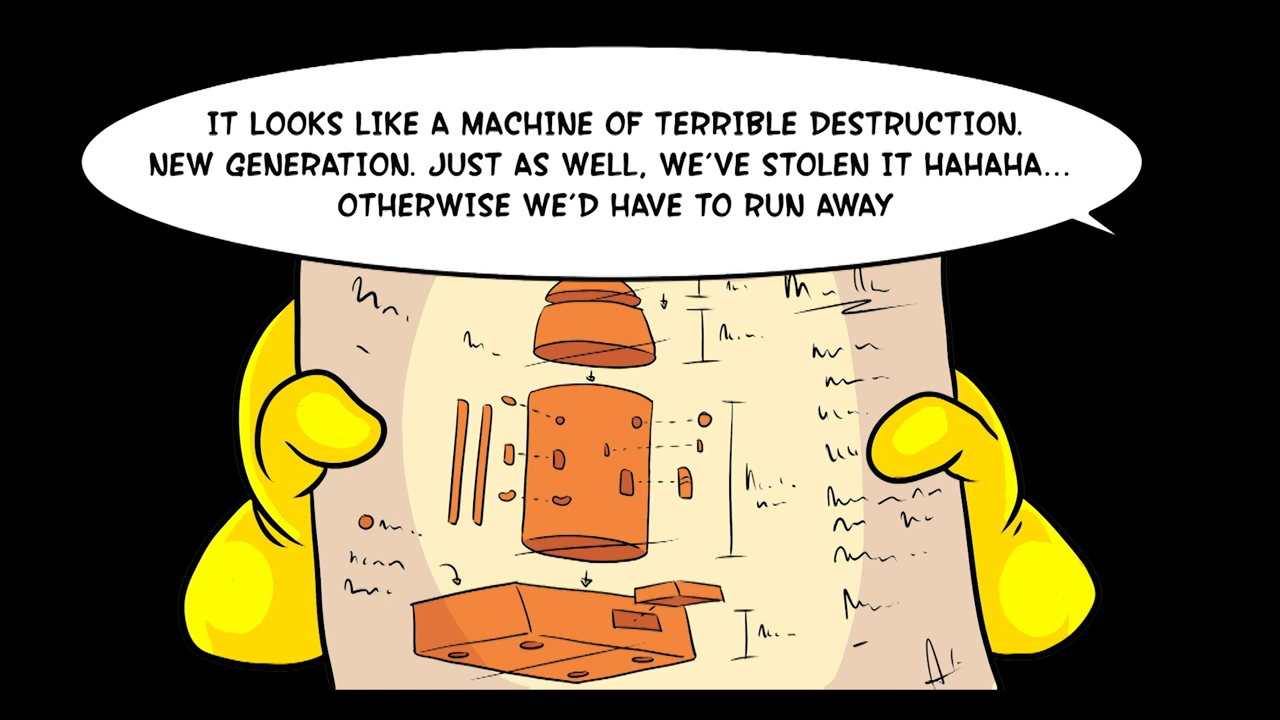 IT LOOKS LIKE A MACHINE OF TERRIBLE DESTRUCTION.
NEW GENERATION. JUST AS WELL, WE'VE STOLEN IT HAHAHA...
OTHERWISE WE'D HAVE TO RUN AWAY